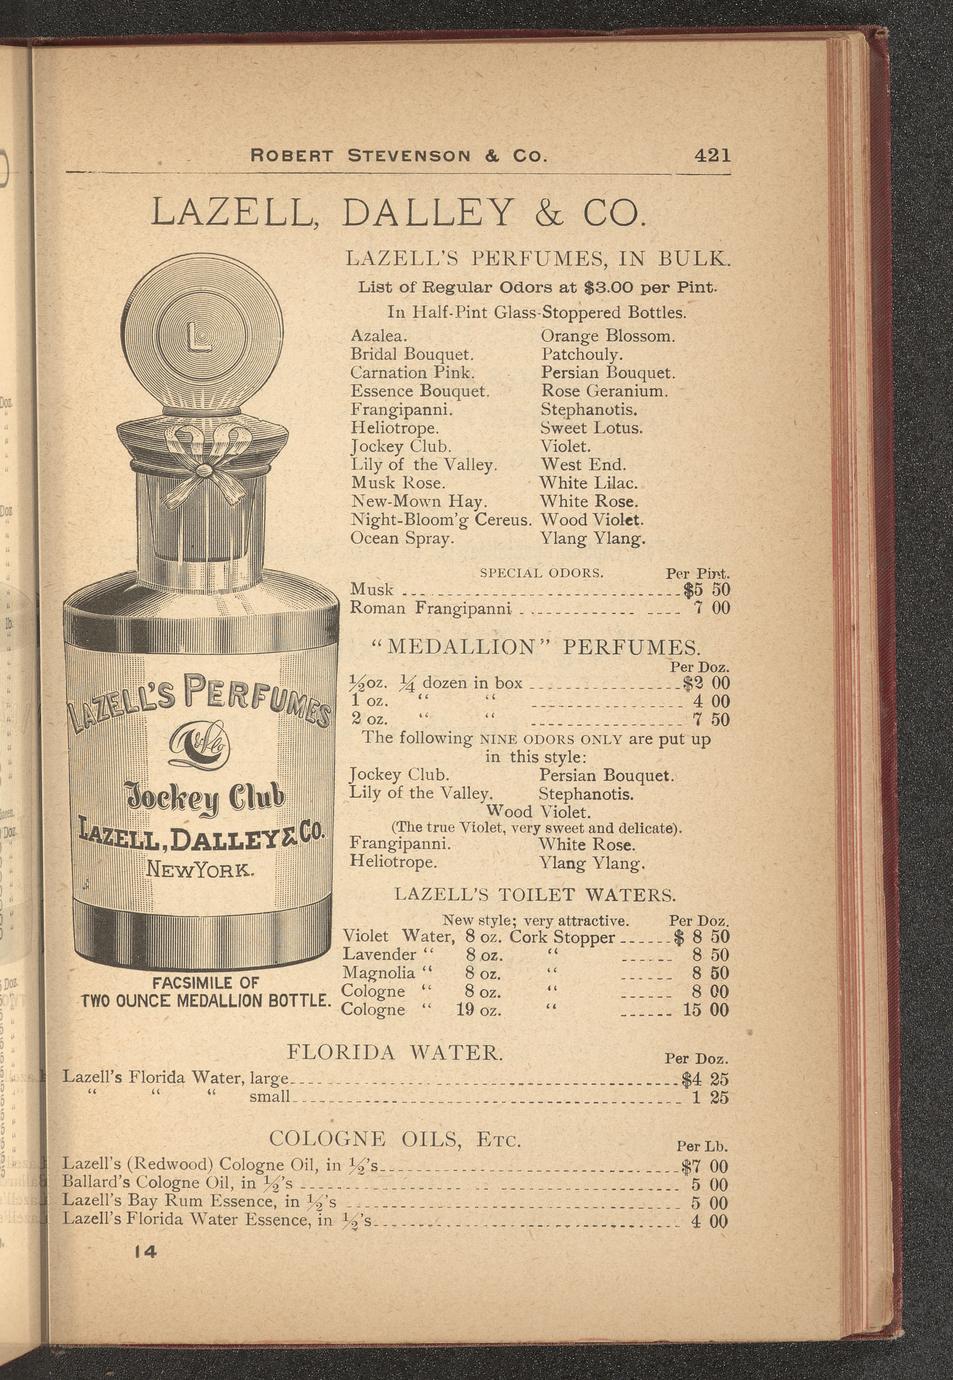 ROBERT STEVENSON & CO. 421
LAZELL, DALLEY & CO.
L
LAZELL'S PERFUMES
Jockey Club
LAZELL, DALLEY & CO.
NEW YORK.
FACSIMILE OF
TWO OUNCE MEDALLION BOTTLE.
LAZELL'S PERFUMES, IN BULK.
List of Regular Odors at $3.00 per Pint.
In Half-Pint Glass-Stoppered Bottles.
Azalea. Orange Blossom.
Bridal Bouquet. Patchouly.
Carnation Pink. Persian Bouquet.
Essence Bouquet. Rose Geranium.
Frangipanni. Stephanotis.
Heliotrope. Sweet Lotus.
Jockey Club. Violet.
Lily of the Valley. West End.
Musk Rose. White Lilac.
New-Mown Hay. White Rose.
Night-Bloom'g Cereus. Wood Violet.
Ocean Spray. Ylang Ylang.
SPECIAL ODORS. Per Pint.
Musk $5 50
Roman Frangipanni 7 00
"MEDALLION" PERFUMES.
Per Doz.
½oz. ¼ dozen in box $2 00
1 oz. " " 4 00
2 oz. " " 7 50
The following NINE ODORS ONLY are put up
in this style:
Jockey Club. Persian Bouquet.
Lily of the Valley. Stephanotis.
Wood Violet.
(The true Violet, very sweet and delicate).
Frangipanni. White Rose.
Heliotrope. Ylang Ylang.
LAZELL'S TOILET WATERS.
New style; very attractive. Per Doz.
Violet Water, 8 oz. Cork Stopper $ 8 50
Lavender " 8 oz. " 8 50
Magnolia " 8 oz. " 8 50
Cologne " 8 oz. " 8 00
Cologne " 19 oz. " 15 00
FLORIDA WATER.
Per Doz.
Lazell's Florida Water, large $4 25
" " " small 1 25
COLOGNE OILS, ETC.
Per Lb.
Lazell's (Redwood) Cologne Oil, in ½'s $7 00
Ballard's Cologne Oil, in ½'s 5 00
Lazell's Bay Rum Essence, in ½'s 5 00
Lazell's Florida Water Essence, in ½'s 4 00
14